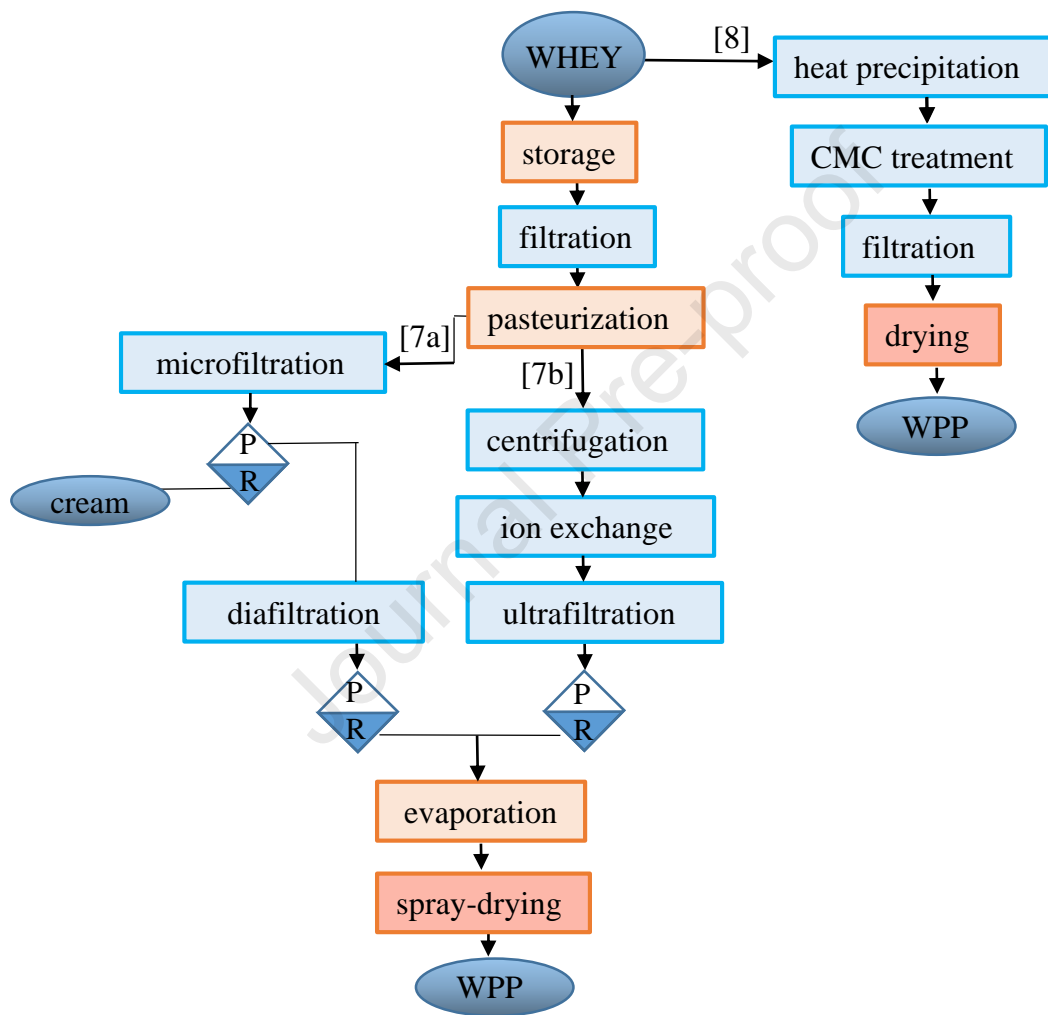 WHEY
[8]
heat precipitation
storage
CMC treatment
filtration
filtration
pasteurization
drying
[7a]
microfiltration
[7b]
WPP
P
R
centrifugation
cream
ion exchange
diafiltration
ultrafiltration
P
R
P
R
evaporation
spray-drying
WPP
Journal Pre-proof